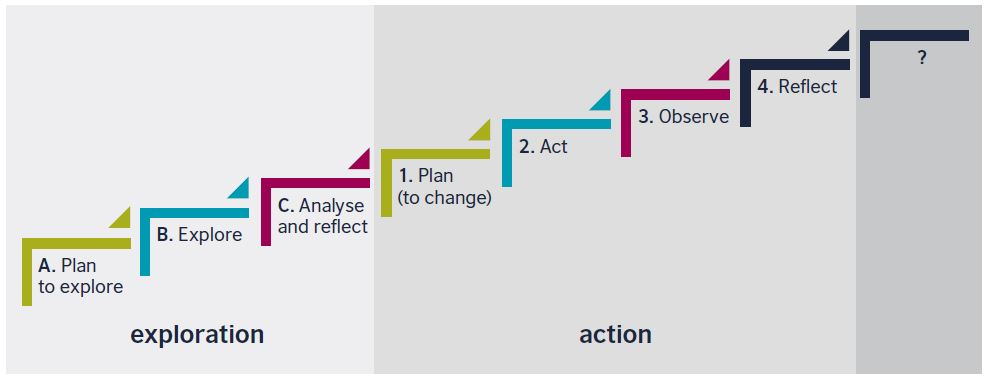 A. Plan
to explore
B. Explore
C. Analyse
and reflect
1. Plan
(to change)
2. Act
3. Observe
4. Reflect
?
exploration
action